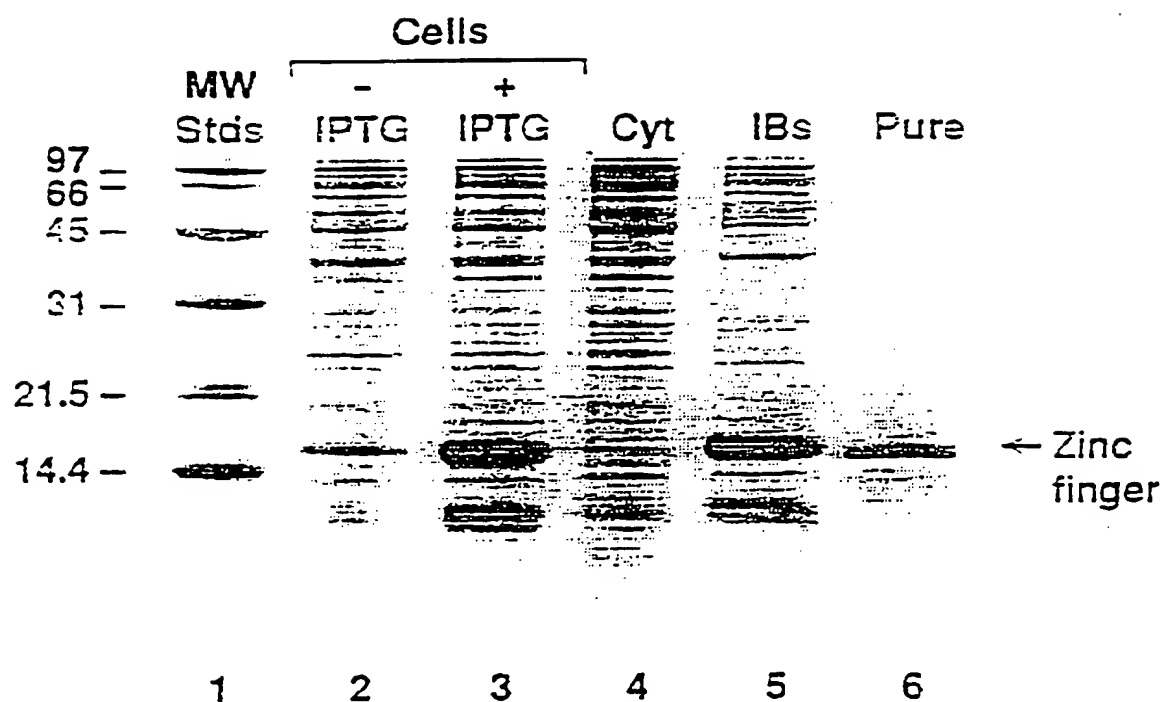 Cells
MW - +
Stds IPTG IPTG Cyt IBs Pure
97 –
66 –
45 –
31 –
21.5 –
14.4 –
← Zinc
finger
1 2 3 4 5 6